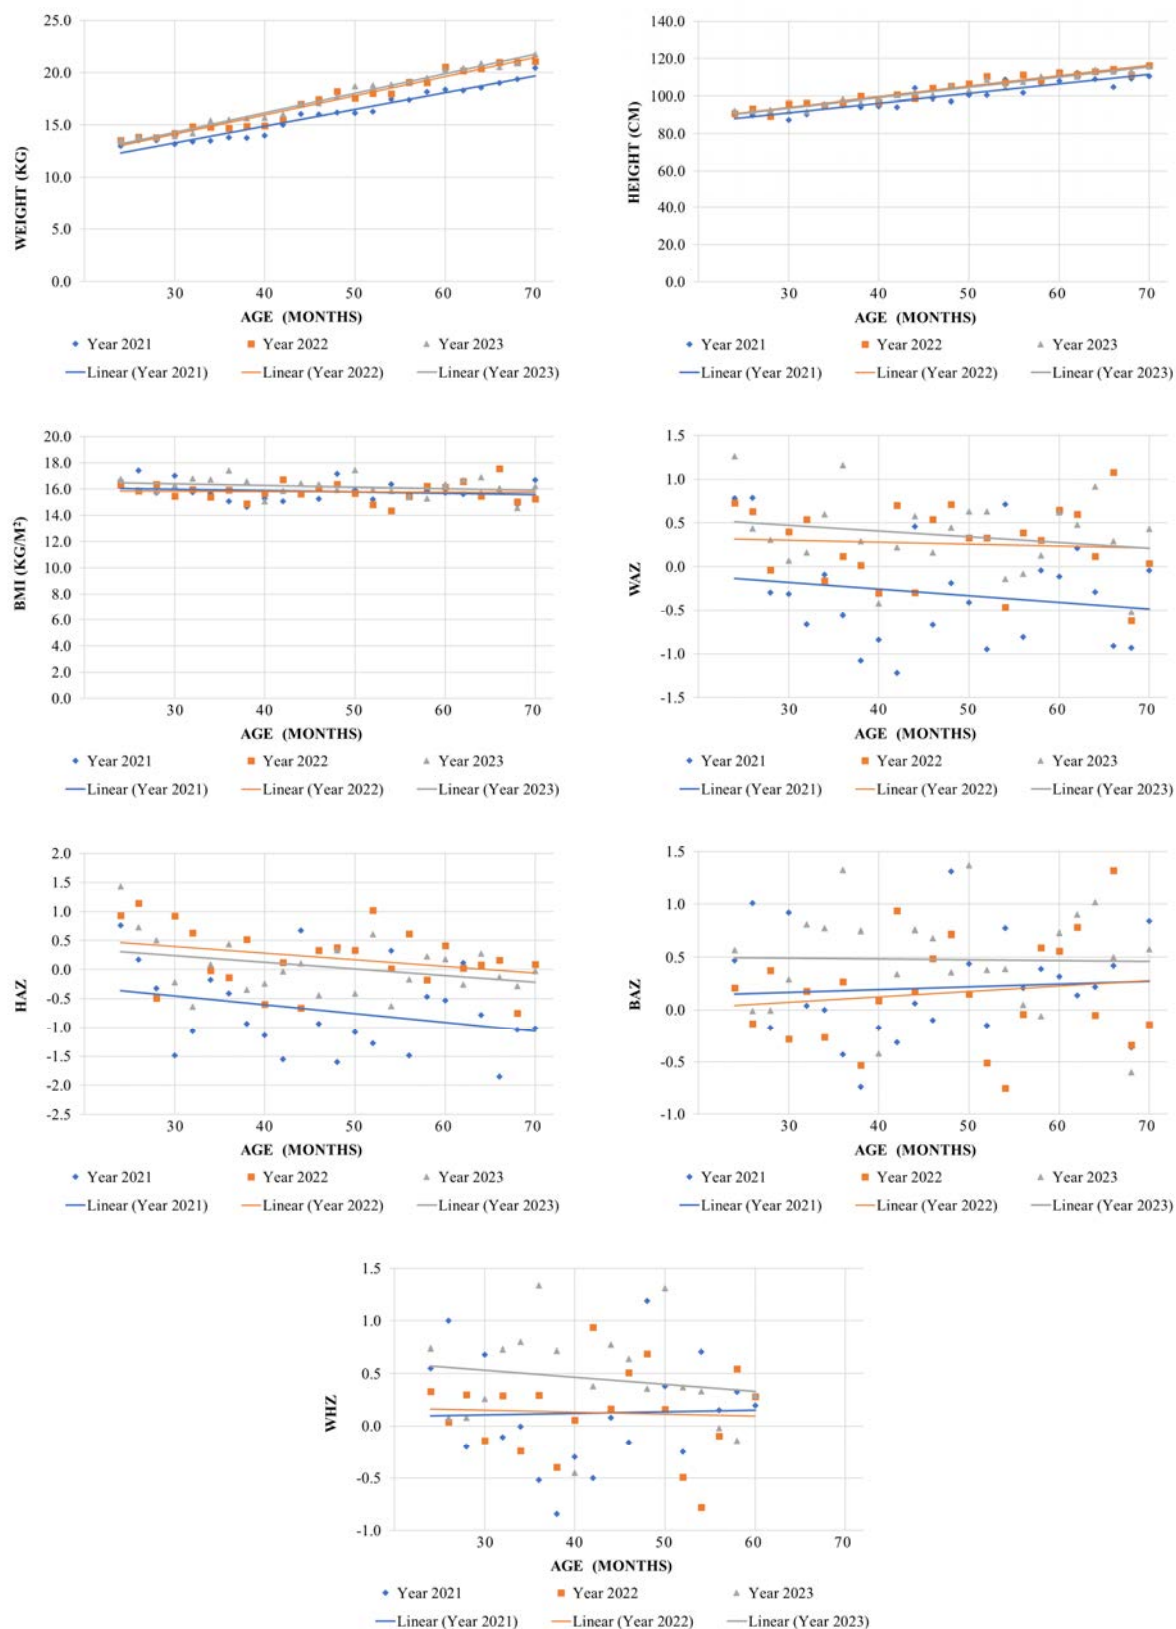 25.0
20.0
15.0
10.0
5.0
0.0
WEIGHT (KG)
30 40 50 60 70
AGE (MONTHS)
Year 2021 Year 2022 Year 2023
Linear (Year 2021) Linear (Year 2022) Linear (Year 2023)
140.0
120.0
100.0
80.0
60.0
40.0
20.0
0.0
HEIGHT (CM)
30 40 50 60 70
AGE (MONTHS)
Year 2021 Year 2022 Year 2023
Linear (Year 2021) Linear (Year 2022) Linear (Year 2023)
20.0
18.0
16.0
14.0
12.0
10.0
8.0
6.0
4.0
2.0
0.0
BMI (KG/M²)
30 40 50 60 70
AGE (MONTHS)
Year 2021 Year 2022 Year 2023
Linear (Year 2021) Linear (Year 2022) Linear (Year 2023)
1.5
1.0
0.5
0.0
-0.5
-1.0
-1.5
WAZ
30 40 50 60 70
AGE (MONTHS)
Year 2021 Year 2022 Year 2023
Linear (Year 2021) Linear (Year 2022) Linear (Year 2023)
2.0
1.5
1.0
0.5
0.0
-0.5
-1.0
-1.5
-2.0
-2.5
HAZ
30 40 50 60 70
AGE (MONTHS)
Year 2021 Year 2022 Year 2023
Linear (Year 2021) Linear (Year 2022) Linear (Year 2023)
1.5
1.0
0.5
0.0
-0.5
-1.0
BAZ
30 40 50 60 70
AGE (MONTHS)
Year 2021 Year 2022 Year 2023
Linear (Year 2021) Linear (Year 2022) Linear (Year 2023)
1.5
1.0
0.5
0.0
-0.5
-1.0
WHZ
30 40 50 60 70
AGE (MONTHS)
Year 2021 Year 2022 Year 2023
Linear (Year 2021) Linear (Year 2022) Linear (Year 2023)